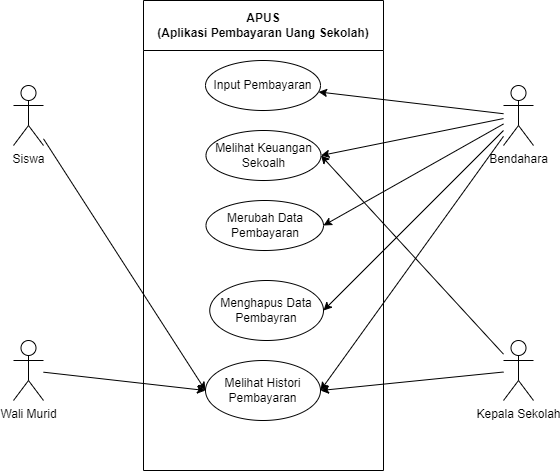 APUS
(Aplikasi Pembayaran Uang Sekolah)
Input Pembayaran
Siswa
Melihat Keuangan
Sekoalh
Bendahara
Merubah Data
Pembayaran
Menghapus Data
Pembayran
Wali Murid
Melihat Histori
Pembayaran
Kepala Sekolah